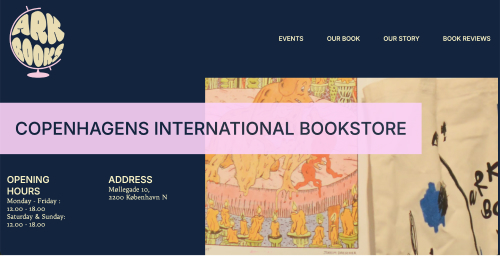 ARK
BOOKS
EVENTS OUR BOOK OUR STORY BOOK REVIEWS
COPENHAGENS INTERNATIONAL BOOKSTORE
OPENING
HOURS
Monday - Friday :
12.00 - 18.00
Saturday & Sunday:
12.00 - 18.00
ADDRESS
Møllegade 10,
2200 København N
ARK
BO